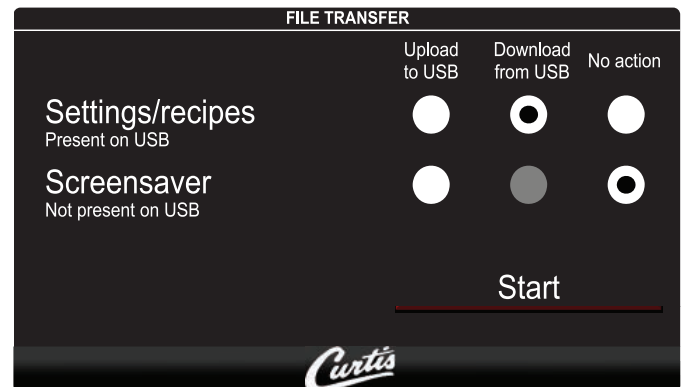 FILE TRANSFER
Upload
to USB
Download
from USB
No action
Settings/recipes
Present on USB
Screensaver
Not present on USB
Start
Curtis